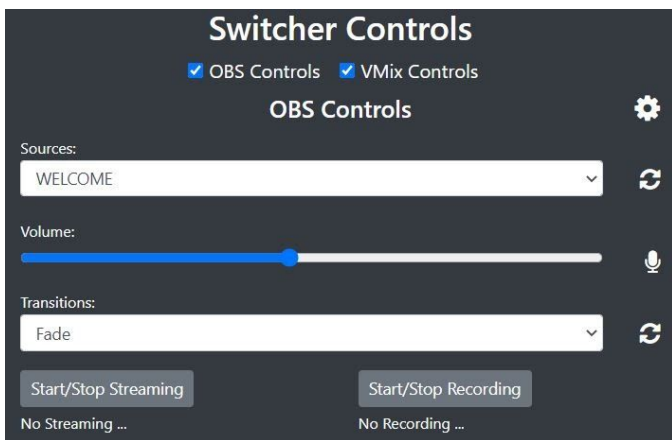 Switcher Controls
OBS Controls VMix Controls
OBS Controls
Sources:
WELCOME
Volume:
Transitions:
Fade
Start/Stop Streaming Start/Stop Recording
No Streaming ... No Recording ...